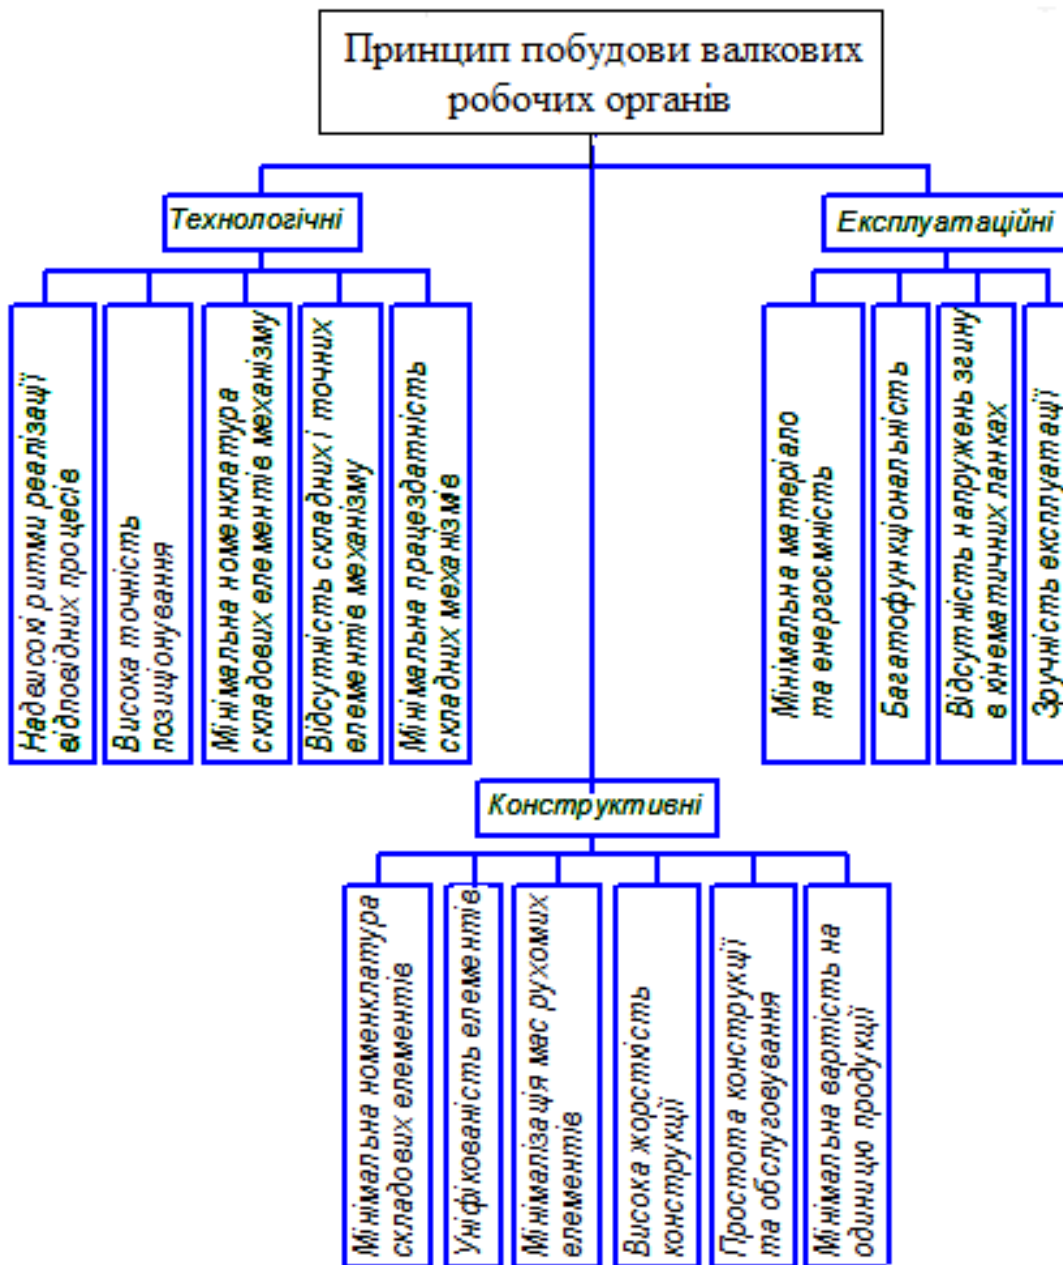 Принцип побудови валкових
робочих органів
Технологічні
Експлуатаційні
Надвисокі ритми реалізації
відповідних процесів
Висока точність
позиціонування
Мінімальна номенклатура
складових елементів механізму
Відсутність складних і точних
елементів механізму
Мінімальна працездатність
складних механізмів
Мінімальна матеріало
та енергоємність
Багатофункціональність
Відсутність напружень згину
в кінематичних ланках
Зручність експлуатації
Конструктивні
Мінімальна номенклатура
складових елементів
Уніфікованість елементів
Мінімалізація мас рухомих
елементів
Висока жорсткість
конструкції
Простота конструкції
та обслуговування
Мінімальна вартість на
одиницю продукції